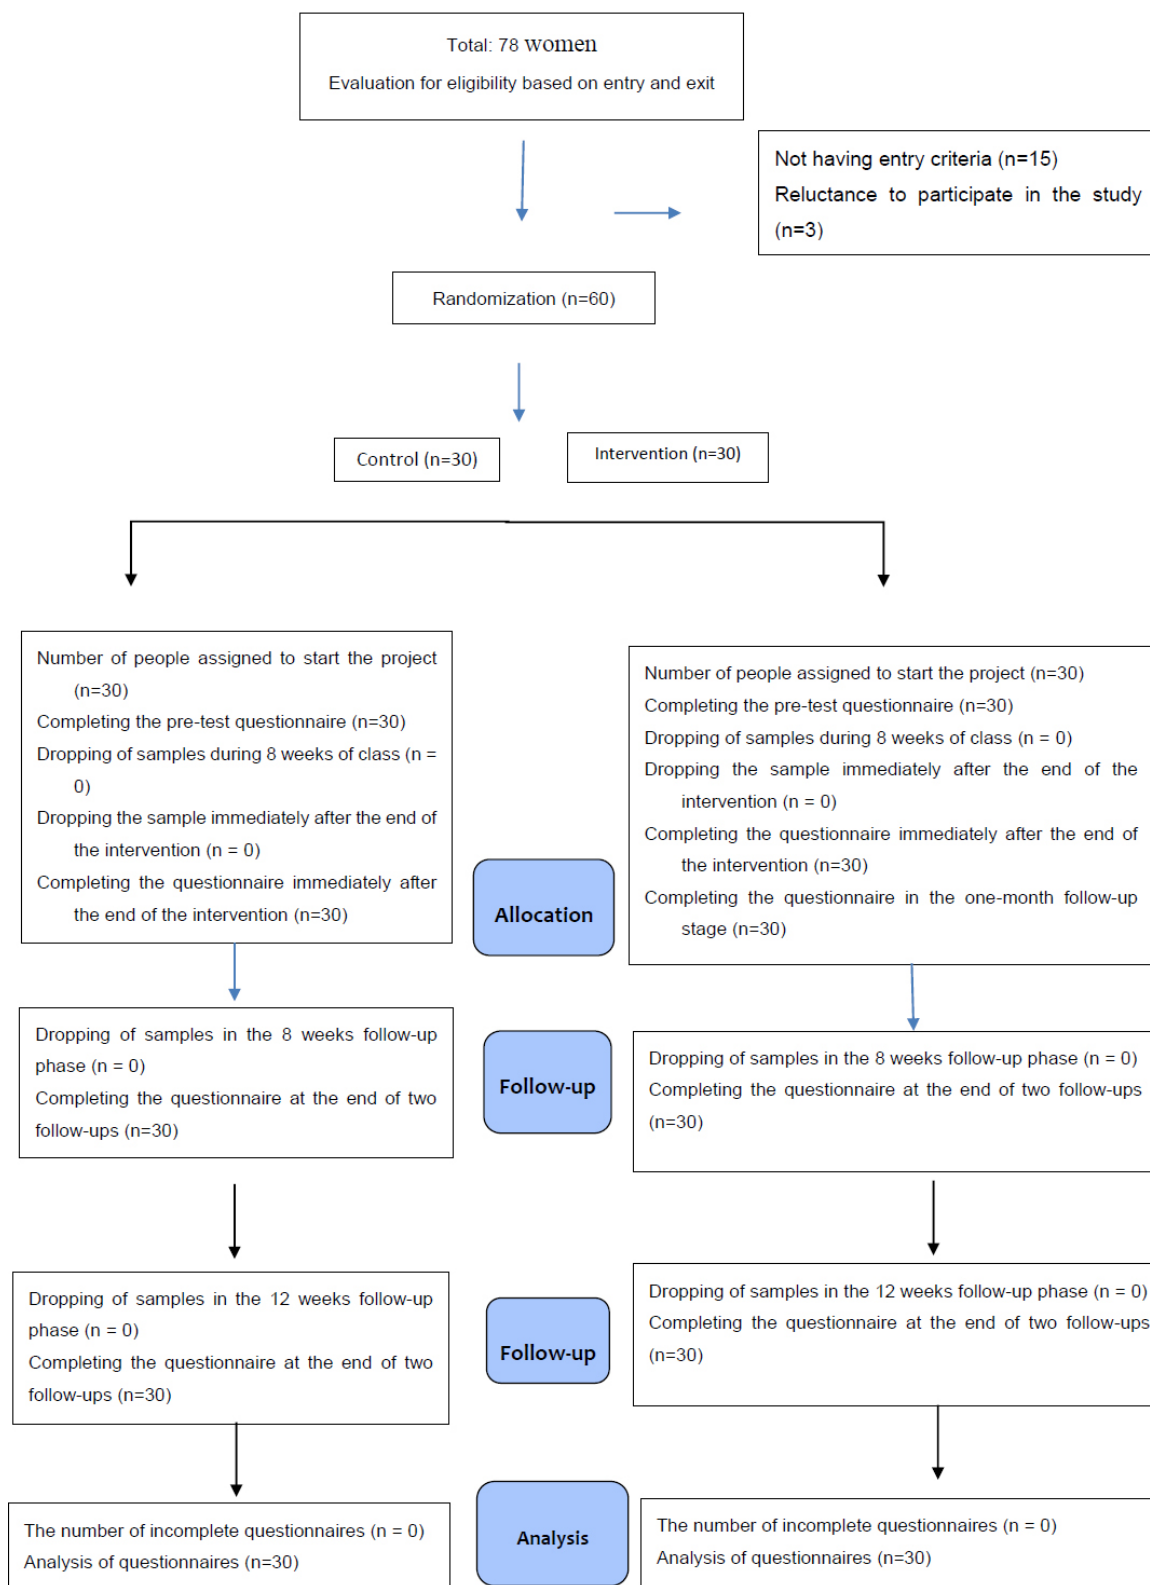 Total: 78 women
Evaluation for eligibility based on entry and exit
Not having entry criteria (n=15)
Reluctance to participate in the study
(n=3)
Randomization (n=60)
Control (n=30)
Intervention (n=30)
Number of people assigned to start the project
(n=30)
Completing the pre-test questionnaire (n=30)
Dropping of samples during 8 weeks of class (n =
0)
Dropping the sample immediately after the end of
the intervention (n = 0)
Completing the questionnaire immediately after
the end of the intervention (n=30)
Allocation
Number of people assigned to start the project (n=30)
Completing the pre-test questionnaire (n=30)
Dropping of samples during 8 weeks of class (n = 0)
Dropping the sample immediately after the end of the
intervention (n = 0)
Completing the questionnaire immediately after the end of
the intervention (n=30)
Completing the questionnaire in the one-month follow-up
stage (n=30)
Dropping of samples in the 8 weeks follow-up
phase (n = 0)
Completing the questionnaire at the end of two
follow-ups (n=30)
Follow-up
Dropping of samples in the 8 weeks follow-up phase (n = 0)
Completing the questionnaire at the end of two follow-ups
(n=30)
Dropping of samples in the 12 weeks follow-up
phase (n = 0)
Completing the questionnaire at the end of two
follow-ups (n=30)
Follow-up
Dropping of samples in the 12 weeks follow-up phase (n = 0)
Completing the questionnaire at the end of two follow-ups
(n=30)
The number of incomplete questionnaires (n = 0)
Analysis of questionnaires (n=30)
Analysis
The number of incomplete questionnaires (n = 0)
Analysis of questionnaires (n=30)